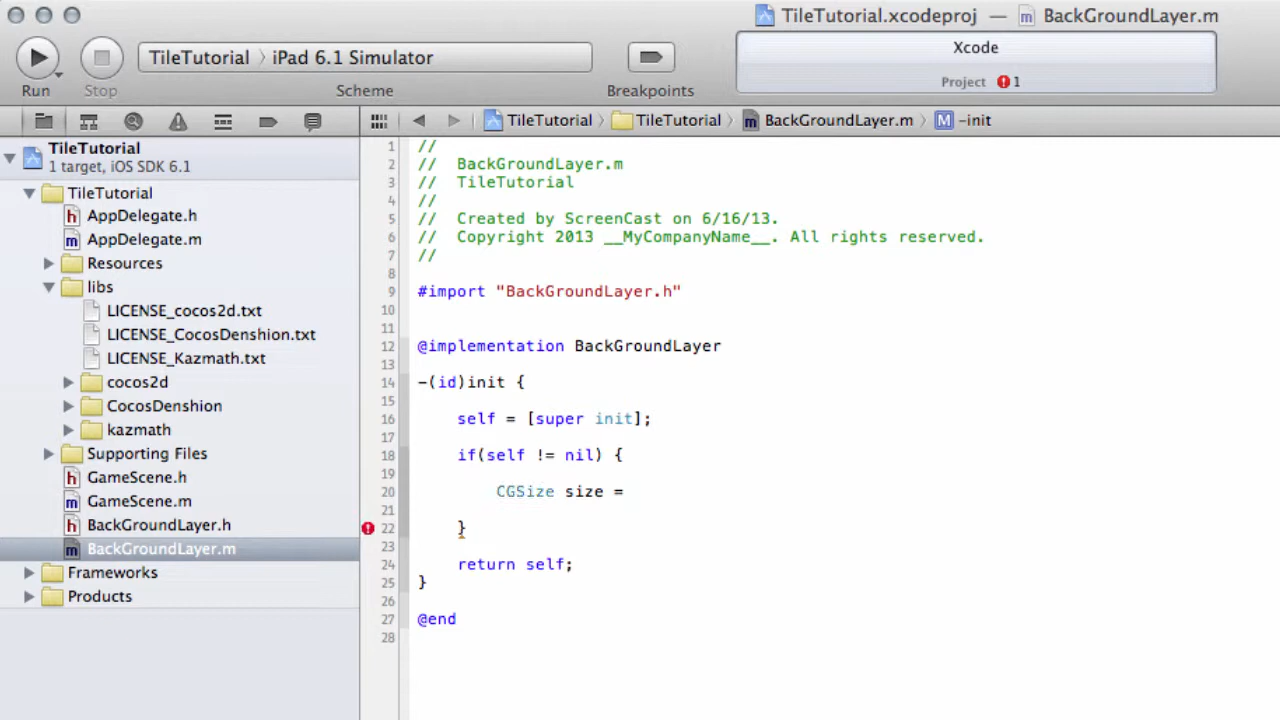 TileTutorial.xcodeproj — BackGroundLayer.m
TileTutorial 〉 iPad 6.1 Simulator
Xcode
Project 1
Run
Stop
Scheme
Breakpoints
TileTutorial 〉 TileTutorial 〉 BackGroundLayer.m 〉 M -init
TileTutorial
1 target, iOS SDK 6.1
TileTutorial
h AppDelegate.h
m AppDelegate.m
Resources
libs
LICENSE_cocos2d.txt
LICENSE_CocosDenshion.txt
LICENSE_Kazmath.txt
cocos2d
CocosDenshion
kazmath
Supporting Files
h GameScene.h
m GameScene.m
h BackGroundLayer.h
m BackGroundLayer.m
Frameworks
Products
1 //
2 //  BackGroundLayer.m
3 //  TileTutorial
4 //
5 //  Created by ScreenCast on 6/16/13.
6 //  Copyright 2013 __MyCompanyName__. All rights reserved.
7 //
8
9 #import "BackGroundLayer.h"
10
11
12 @implementation BackGroundLayer
13
14 -(id)init {
15
16     self = [super init];
17
18     if(self != nil) {
19
20         CGSize size =
21
22     }
23
24     return self;
25 }
26
27 @end
28